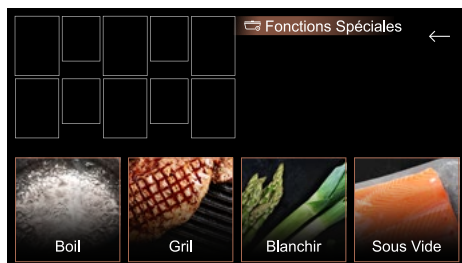 Fonctions Spéciales
Boil
Gril
Blanchir
Sous Vide